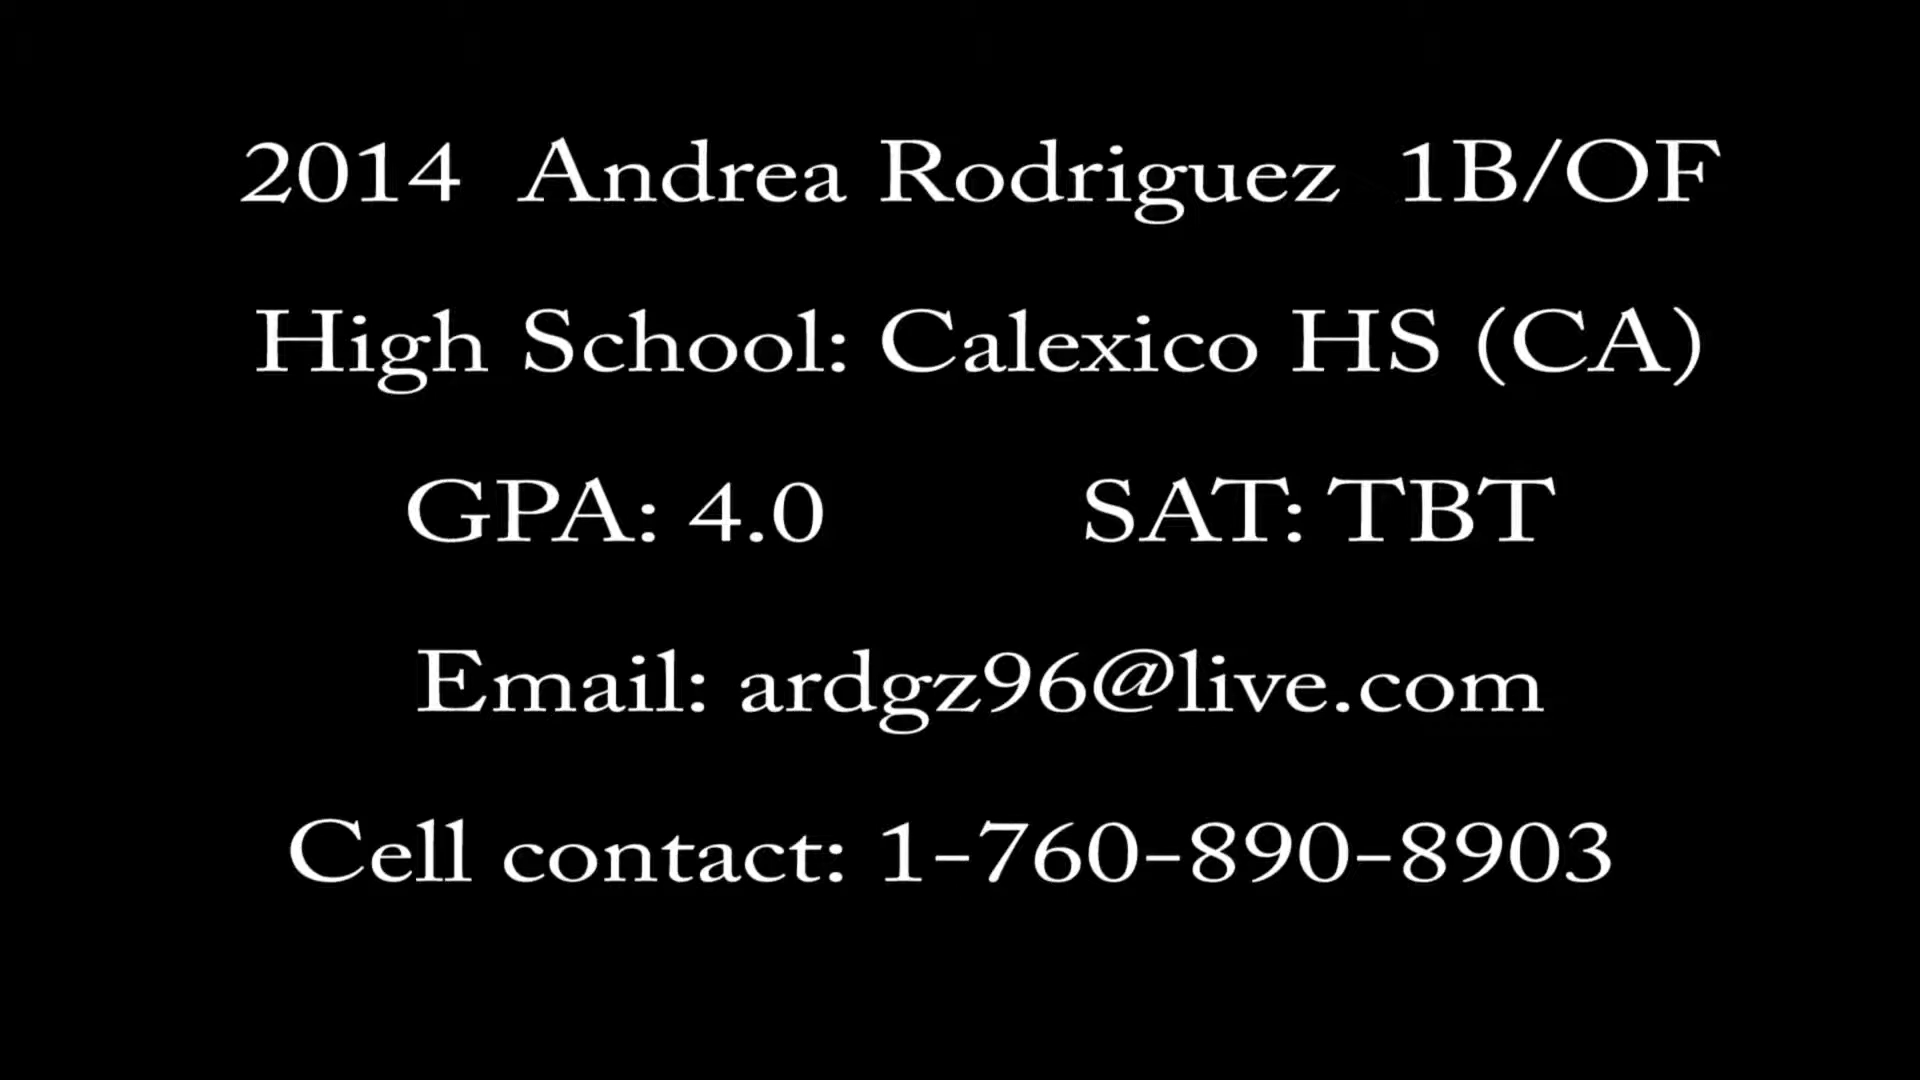 2014 Andrea Rodriguez 1B/OF
High School: Calexico HS (CA)
GPA: 4.0 SAT: TBT
Email: ardgz96@live.com
Cell contact: 1-760-890-8903